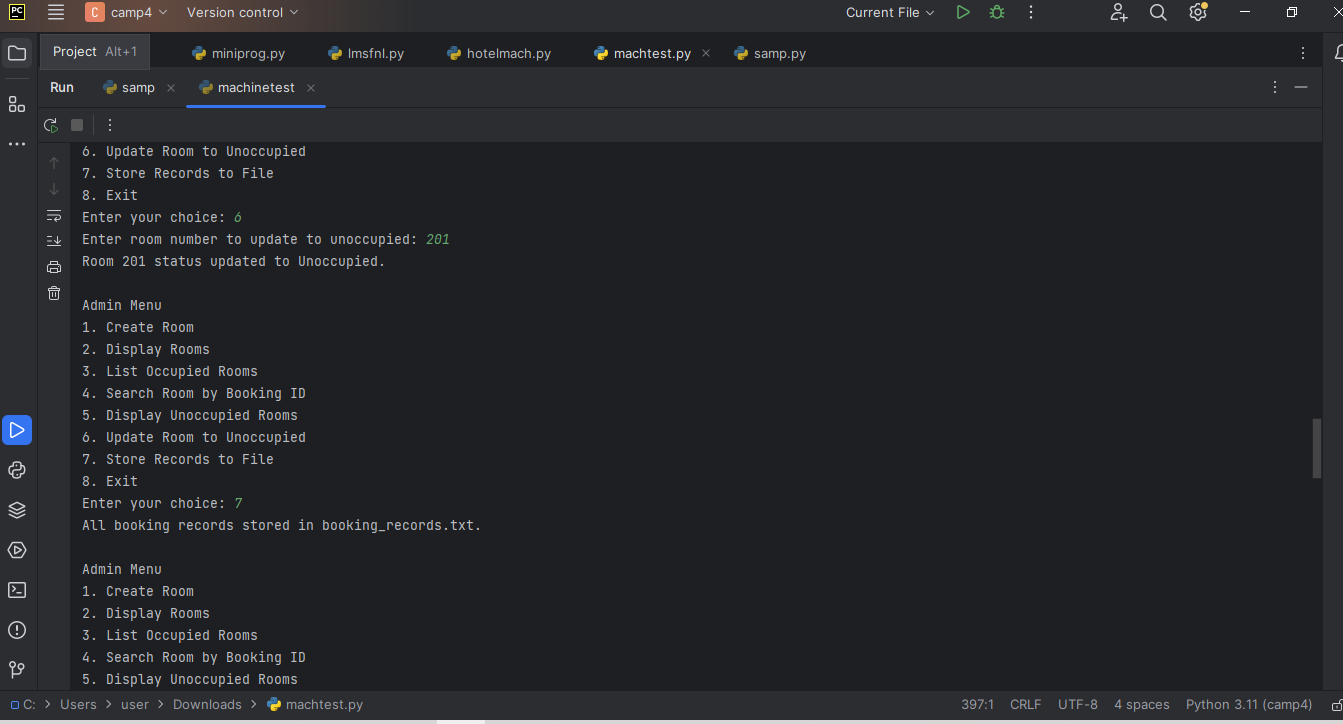 PC C camp4 Version control Current File
Project Alt+1 miniprog.py lmsfnl.py hotelmach.py machtest.py samp.py
Run samp machinetest
6. Update Room to Unoccupied
7. Store Records to File
8. Exit
Enter your choice: 6
Enter room number to update to unoccupied: 201
Room 201 status updated to Unoccupied.
Admin Menu
1. Create Room
2. Display Rooms
3. List Occupied Rooms
4. Search Room by Booking ID
5. Display Unoccupied Rooms
6. Update Room to Unoccupied
7. Store Records to File
8. Exit
Enter your choice: 7
All booking records stored in booking_records.txt.
Admin Menu
1. Create Room
2. Display Rooms
3. List Occupied Rooms
4. Search Room by Booking ID
5. Display Unoccupied Rooms
C: > Users > user > Downloads > machtest.py 397:1 CRLF UTF-8 4 spaces Python 3.11 (camp4)